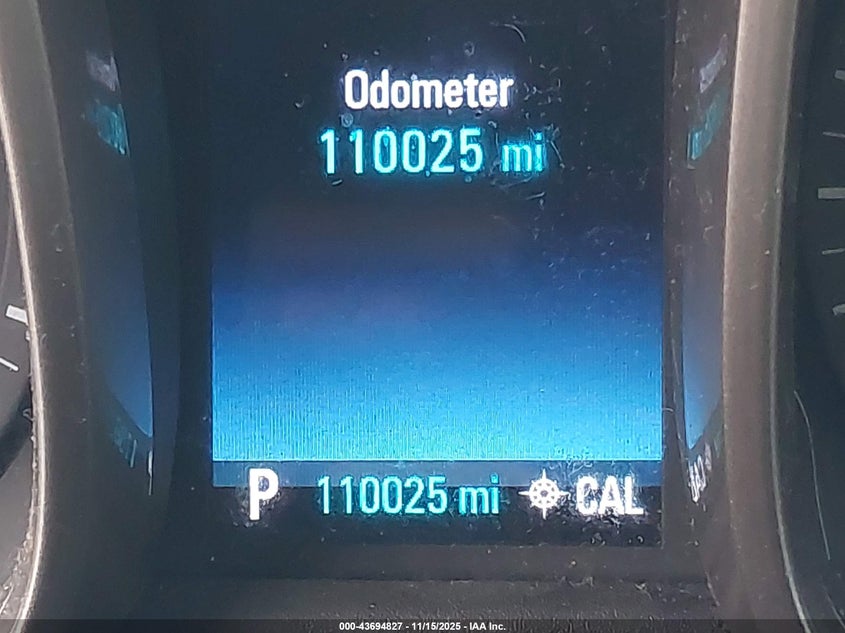 Odometer
110025 mi
P 110025 mi CAL
000-43694827 - 11/15/2025 - IAA Inc.